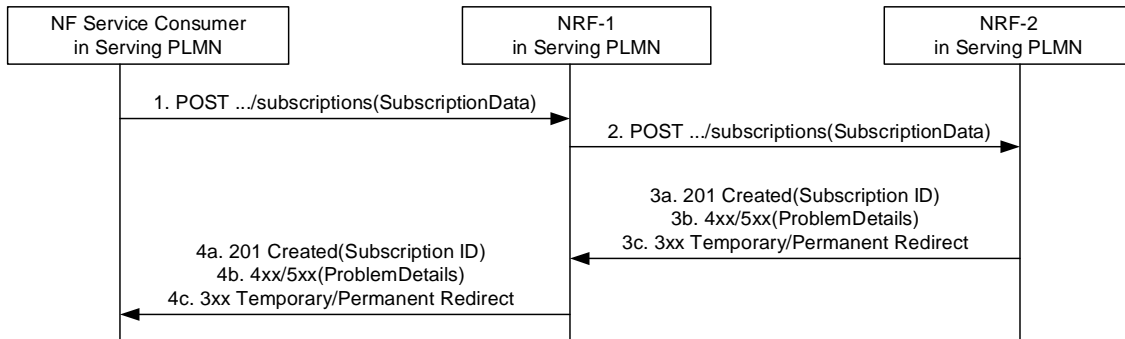 NF Service Consumer
in Serving PLMN
NRF-1
in Serving PLMN
NRF-2
in Serving PLMN
1. POST .../subscriptions(SubscriptionData)
2. POST .../subscriptions(SubscriptionData)
3a. 201 Created(Subscription ID)
3b. 4xx/5xx(ProblemDetails)
3c. 3xx Temporary/Permanent Redirect
4a. 201 Created(Subscription ID)
4b. 4xx/5xx(ProblemDetails)
4c. 3xx Temporary/Permanent Redirect